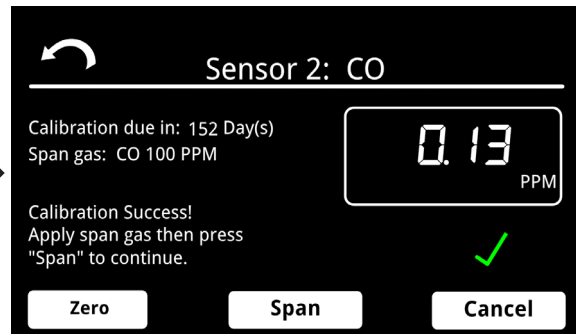 Sensor 2: CO
Calibration due in: 152 Day(s)
Span gas: CO 100 PPM
0.13
PPM
Calibration Success!
Apply span gas then press
"Span" to continue.
Zero
Span
Cancel